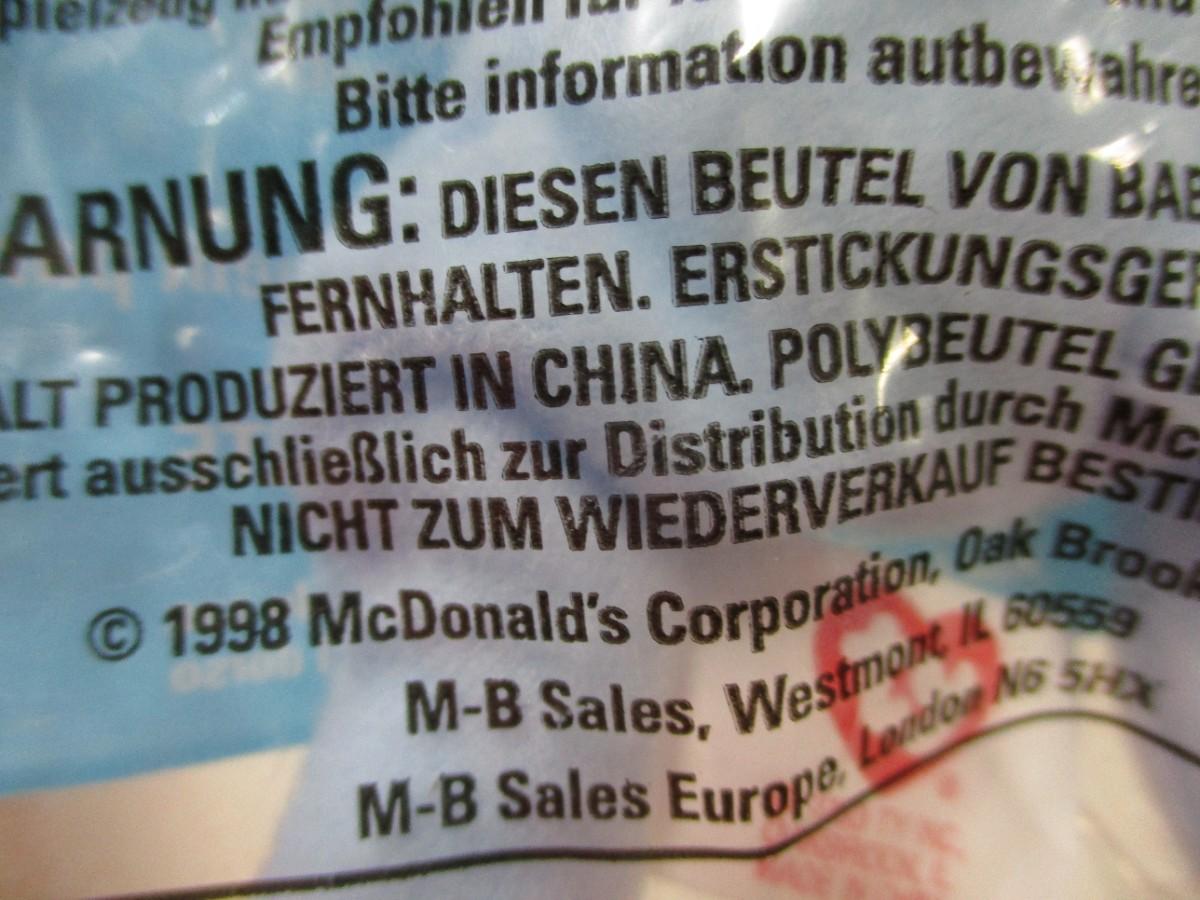 Empfohlen für
Bitte information autbewahre
ARNUNG: DIESEN BEUTEL VON BAB
FERNHALTEN. ERSTICKUNGSGEF
ALT PRODUZIERT IN CHINA. POLYBEUTEL GE
ert ausschließlich zur Distribution durch Mc
NICHT ZUM WIEDERVERKAUF BESTI
© 1998 McDonald's Corporation, Oak Brook
M-B Sales, Westmont, IL 60559
M-B Sales Europe, London N6 5HX